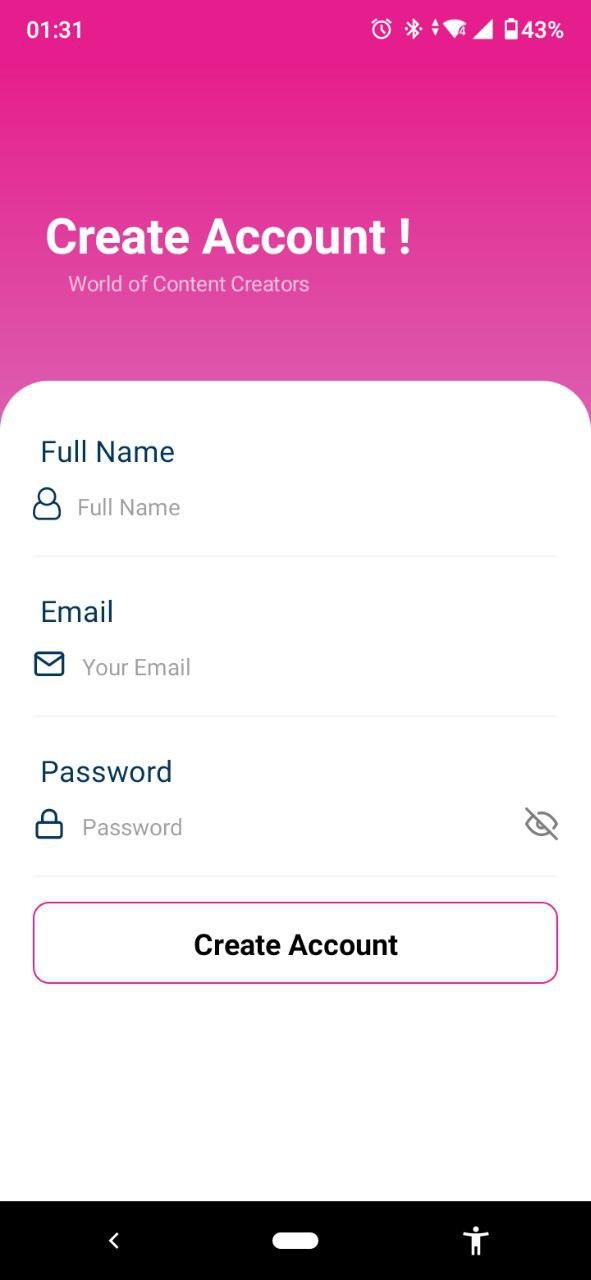 01:31 43%
Create Account !
World of Content Creators
Full Name
Full Name
Email
Your Email
Password
Password
Create Account